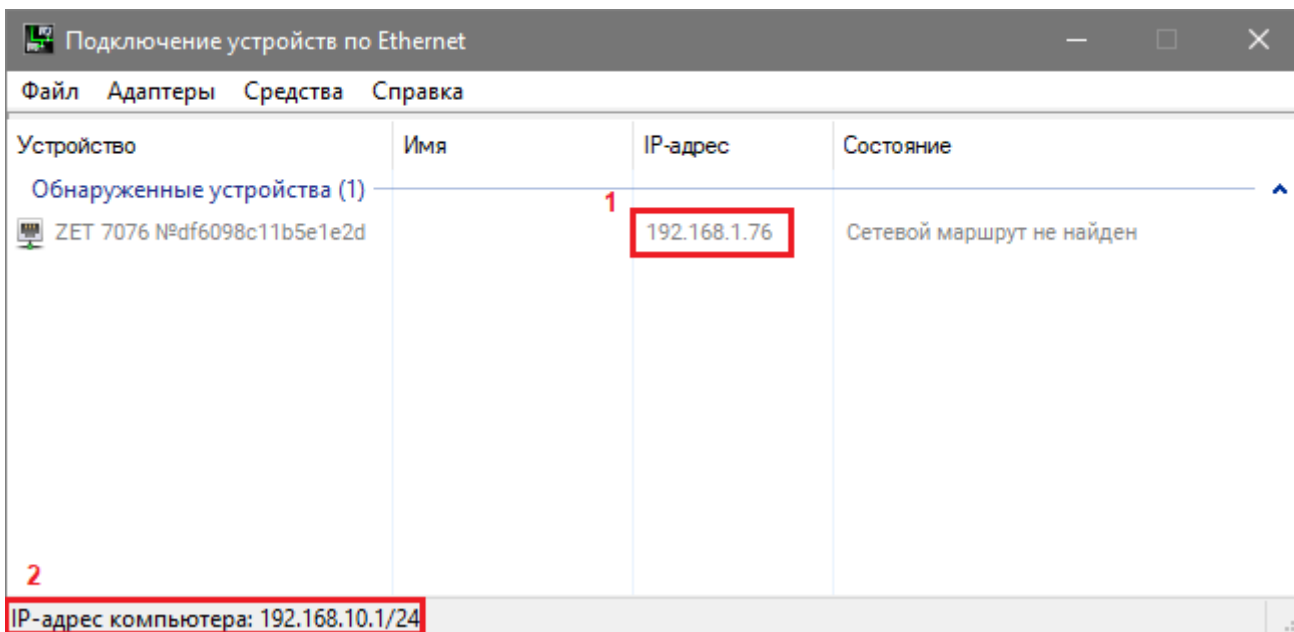 Подключение устройств по Ethernet
Файл Адаптеры Средства Справка
Устройство Имя IP-адрес Состояние
Обнаруженные устройства (1)
1
ZET 7076 №df6098c11b5e1e2d 192.168.1.76 Сетевой маршрут не найден
2
IP-адрес компьютера: 192.168.10.1/24